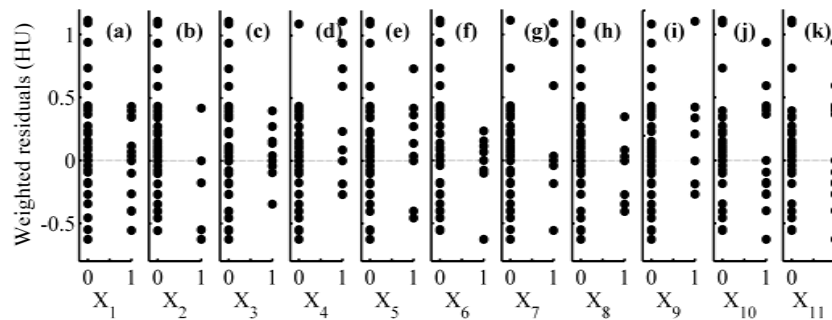 (a) (b) (c) (d) (e) (f) (g) (h) (i) (j) (k)
Weighted residuals (HU)
1
0.5
0
-0.5
0 1 0 1 0 1 0 1 0 1 0 1 0 1 0 1 0 1 0 1 0 1
X1 X2 X3 X4 X5 X6 X7 X8 X9 X10 X11